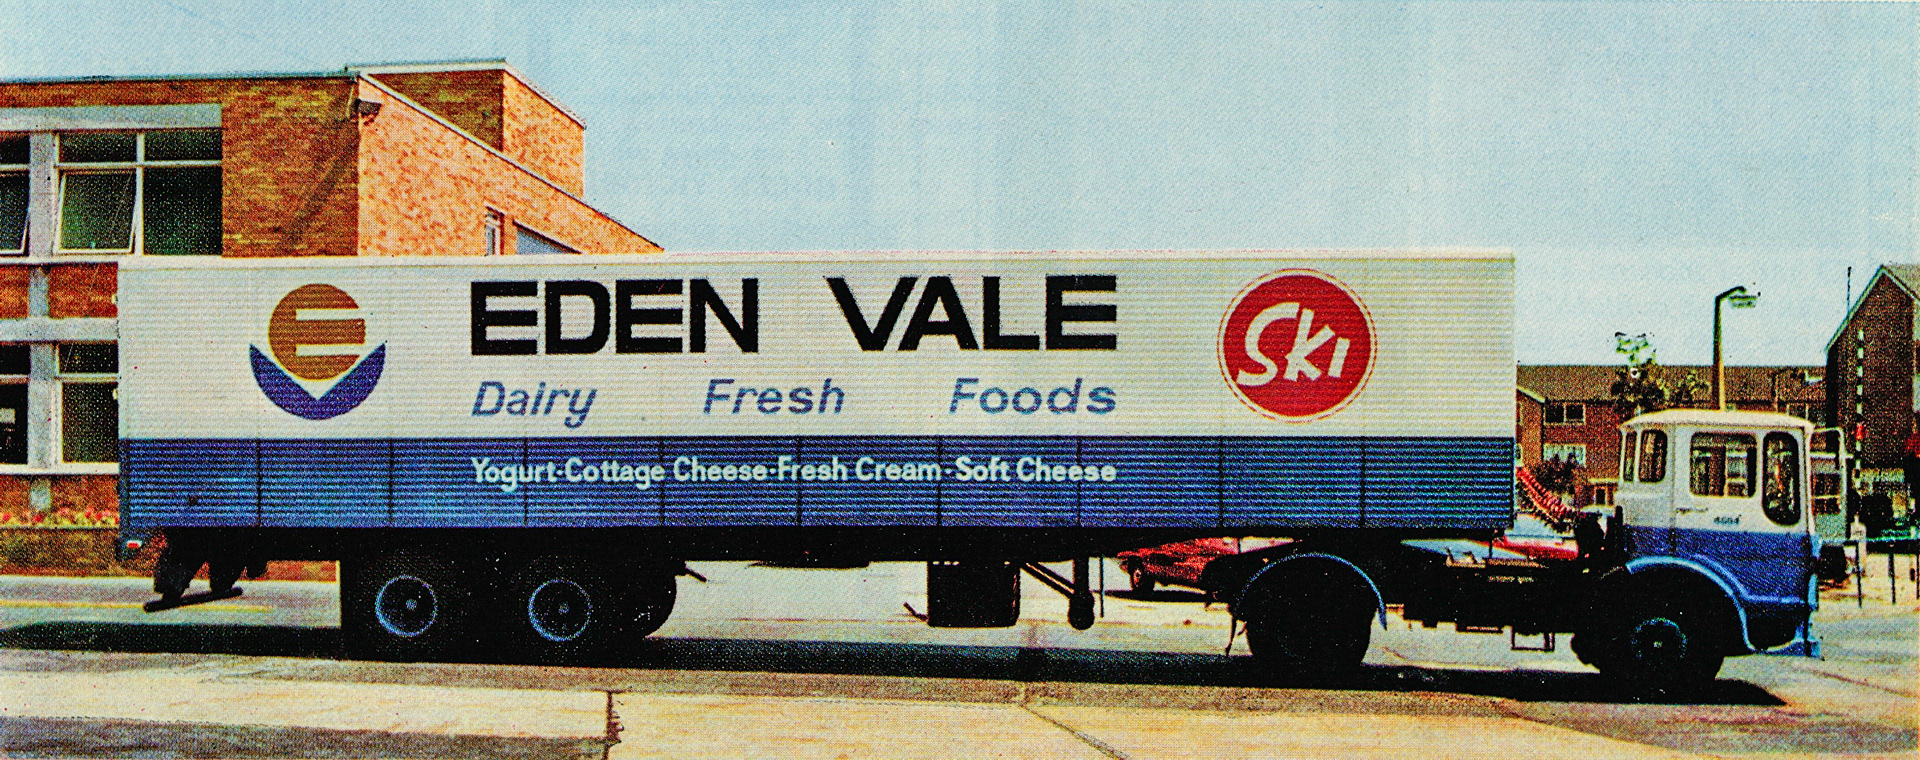 E
EDEN VALE
Ski
Dairy Fresh Foods
Yogurt·Cottage Cheese·Fresh Cream·Soft Cheese